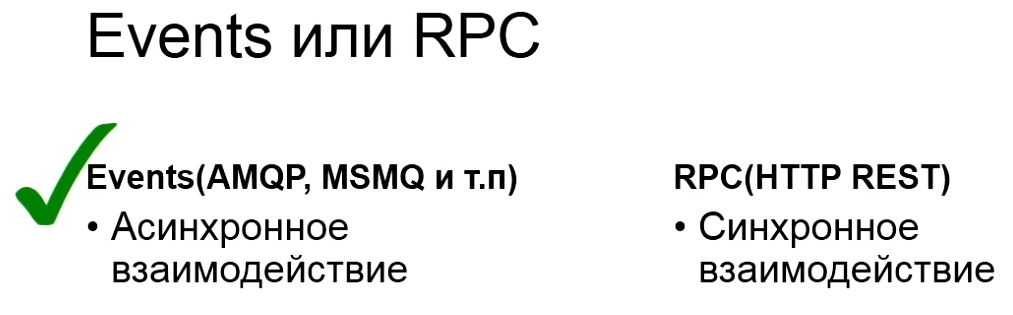 Events или RPC
Events(AMQP, MSMQ и т.п)
• Асинхронное
взаимодействие
RPC(HTTP REST)
• Синхронное
взаимодействие